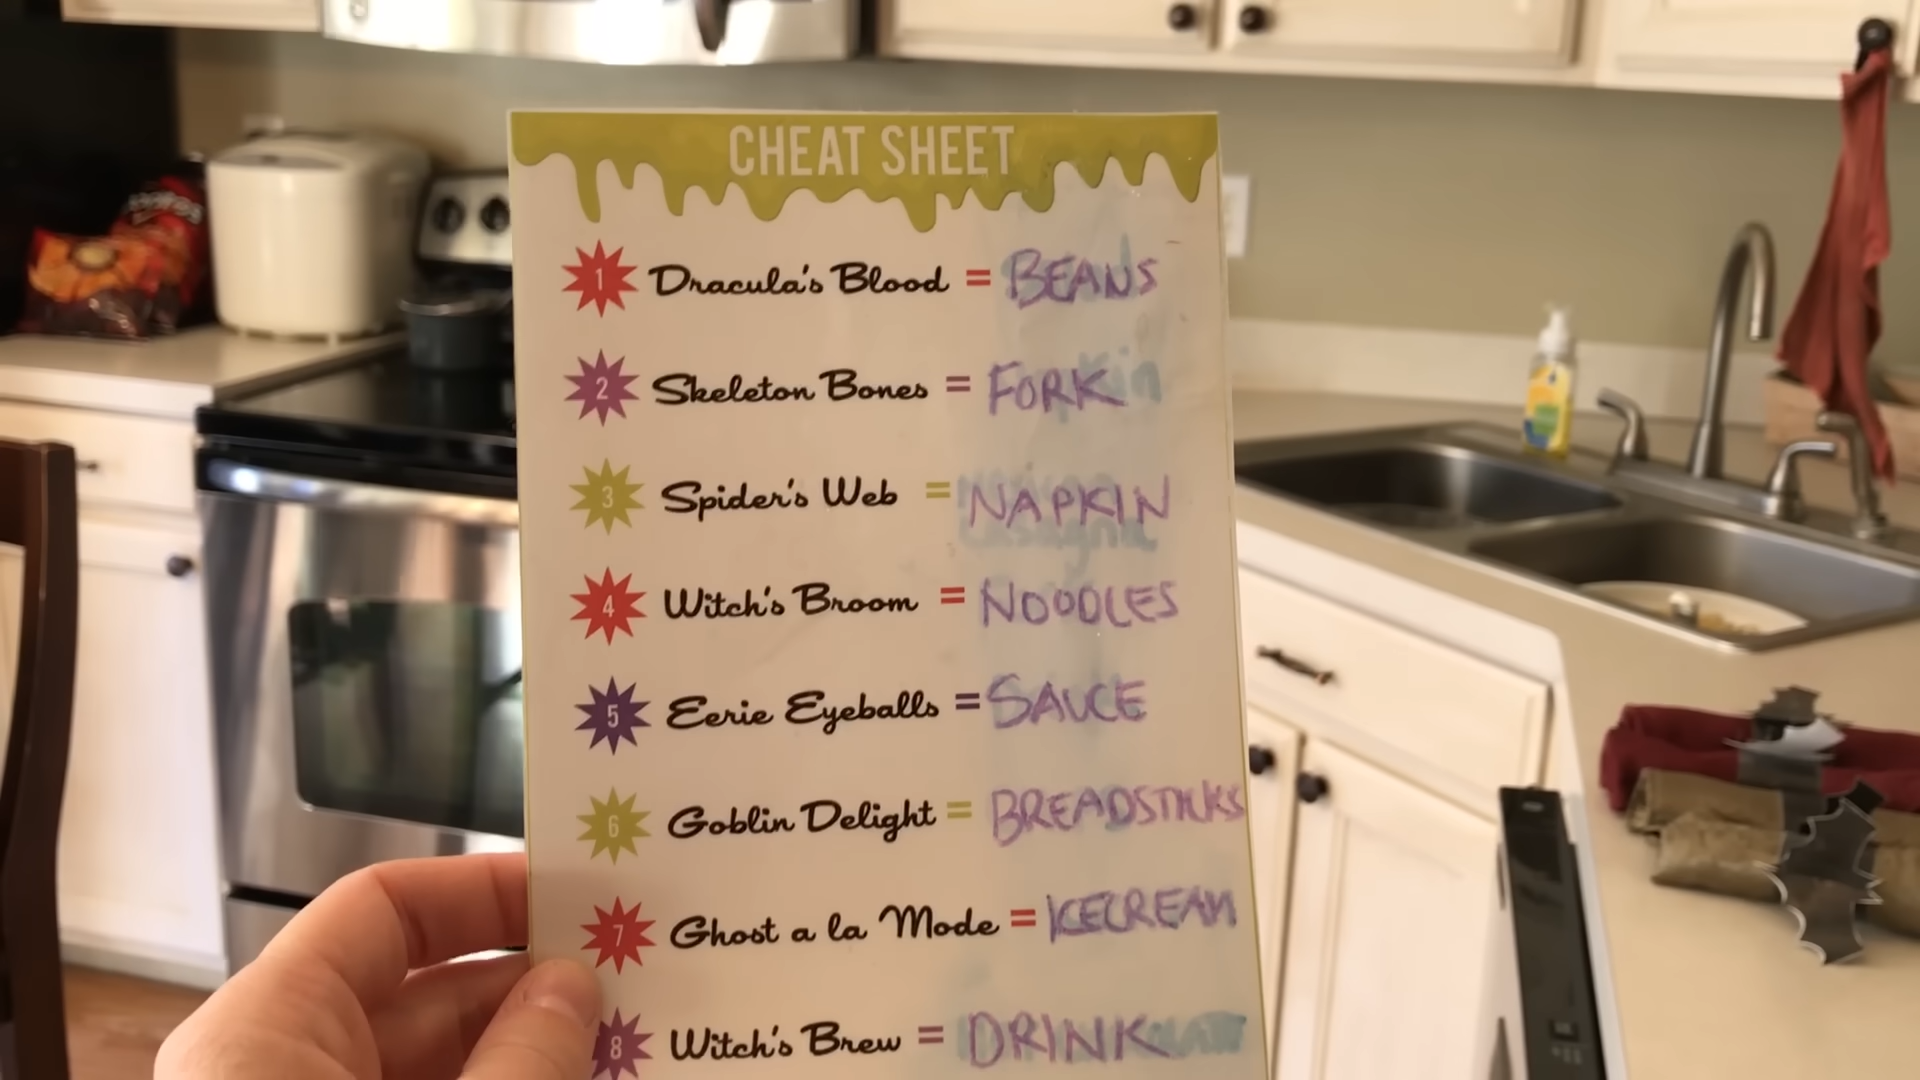 CHEAT SHEET
1 Dracula's Blood = BEANS
2 Skeleton Bones = FORK
3 Spider's Web = NAPKIN
4 Witch's Broom = NOODLES
5 Eerie Eyeballs = SAUCE
6 Goblin Delight = BREADSTICKS
7 Ghost a la Mode = ICECREAM
8 Witch's Brew = DRINK